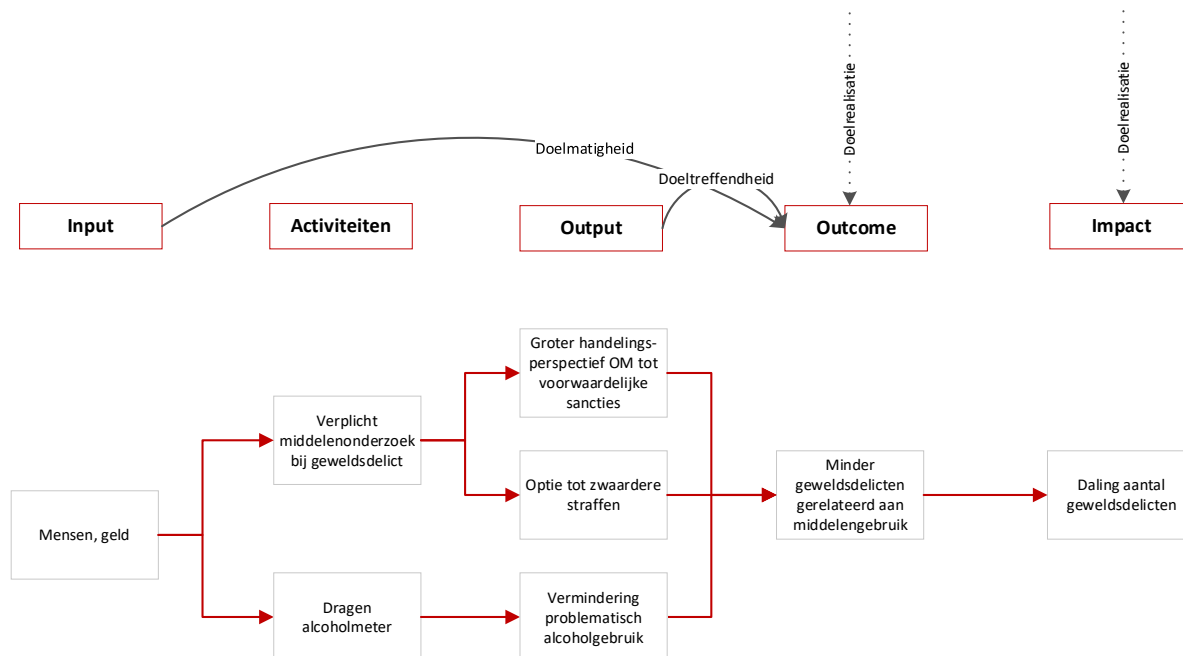 Doelrealisatie
Doelrealisatie
Doelmatigheid
Doeltreffendheid
Input
Activiteiten
Output
Outcome
Impact
Groter handelings-
perspectief OM tot
voorwaardelijke
sancties
Verplicht
middelenonderzoek
bij geweldsdelict
Optie tot zwaardere
straffen
Minder
geweldsdelicten
gerelateerd aan
middelengebruik
Daling aantal
geweldsdelicten
Mensen, geld
Dragen
alcoholmeter
Vermindering
problematisch
alcoholgebruik